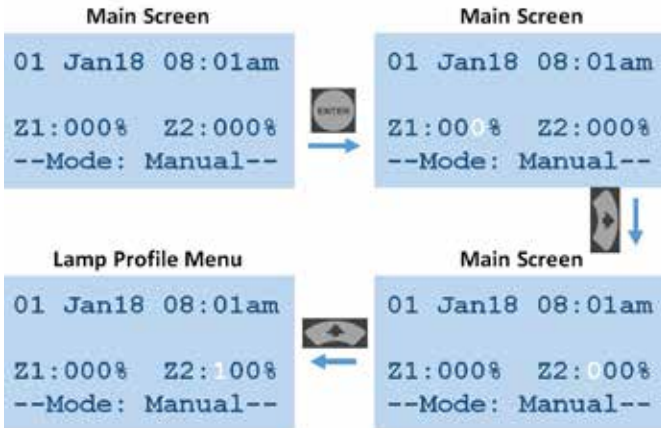 Main Screen
01 Jan18 08:01am
Z1:000% Z2:000%
--Mode: Manual--
ENTER
Main Screen
01 Jan18 08:01am
Z1:000% Z2:000%
--Mode: Manual--
Lamp Profile Menu
01 Jan18 08:01am
Z1:000% Z2:100%
--Mode: Manual--
Main Screen
01 Jan18 08:01am
Z1:000% Z2:000%
--Mode: Manual--